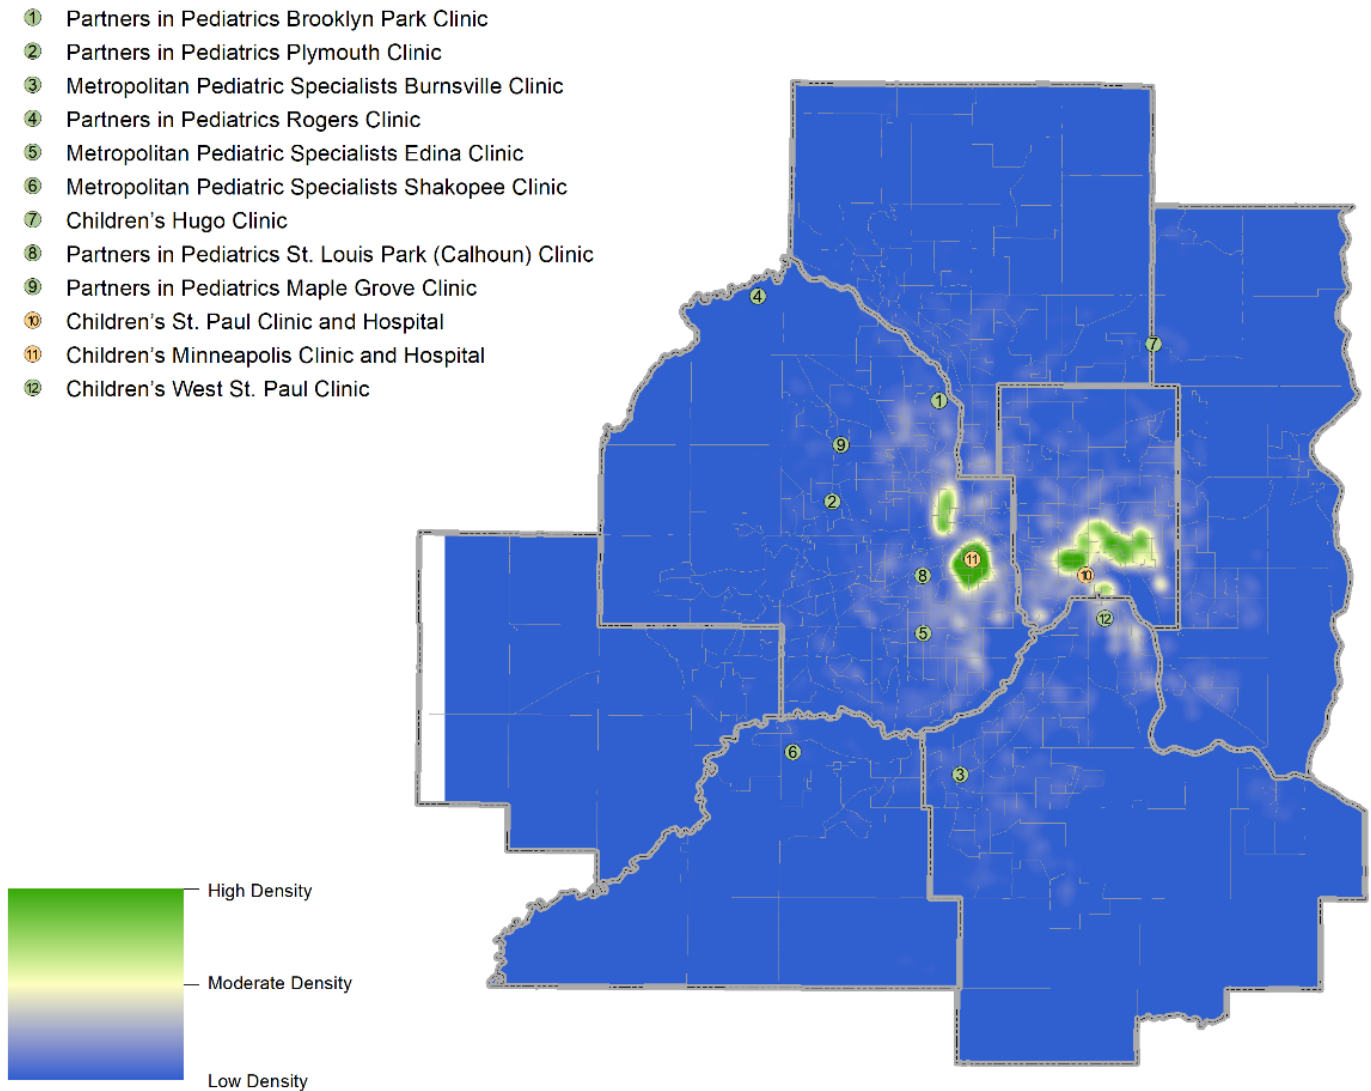 1 Partners in Pediatrics Brooklyn Park Clinic
2 Partners in Pediatrics Plymouth Clinic
3 Metropolitan Pediatric Specialists Burnsville Clinic
4 Partners in Pediatrics Rogers Clinic
5 Metropolitan Pediatric Specialists Edina Clinic
6 Metropolitan Pediatric Specialists Shakopee Clinic
7 Children's Hugo Clinic
8 Partners in Pediatrics St. Louis Park (Calhoun) Clinic
9 Partners in Pediatrics Maple Grove Clinic
10 Children's St. Paul Clinic and Hospital
11 Children's Minneapolis Clinic and Hospital
12 Children's West St. Paul Clinic
4
7
1
9
2
11
8
10
12
5
6
3
High Density
Moderate Density
Low Density